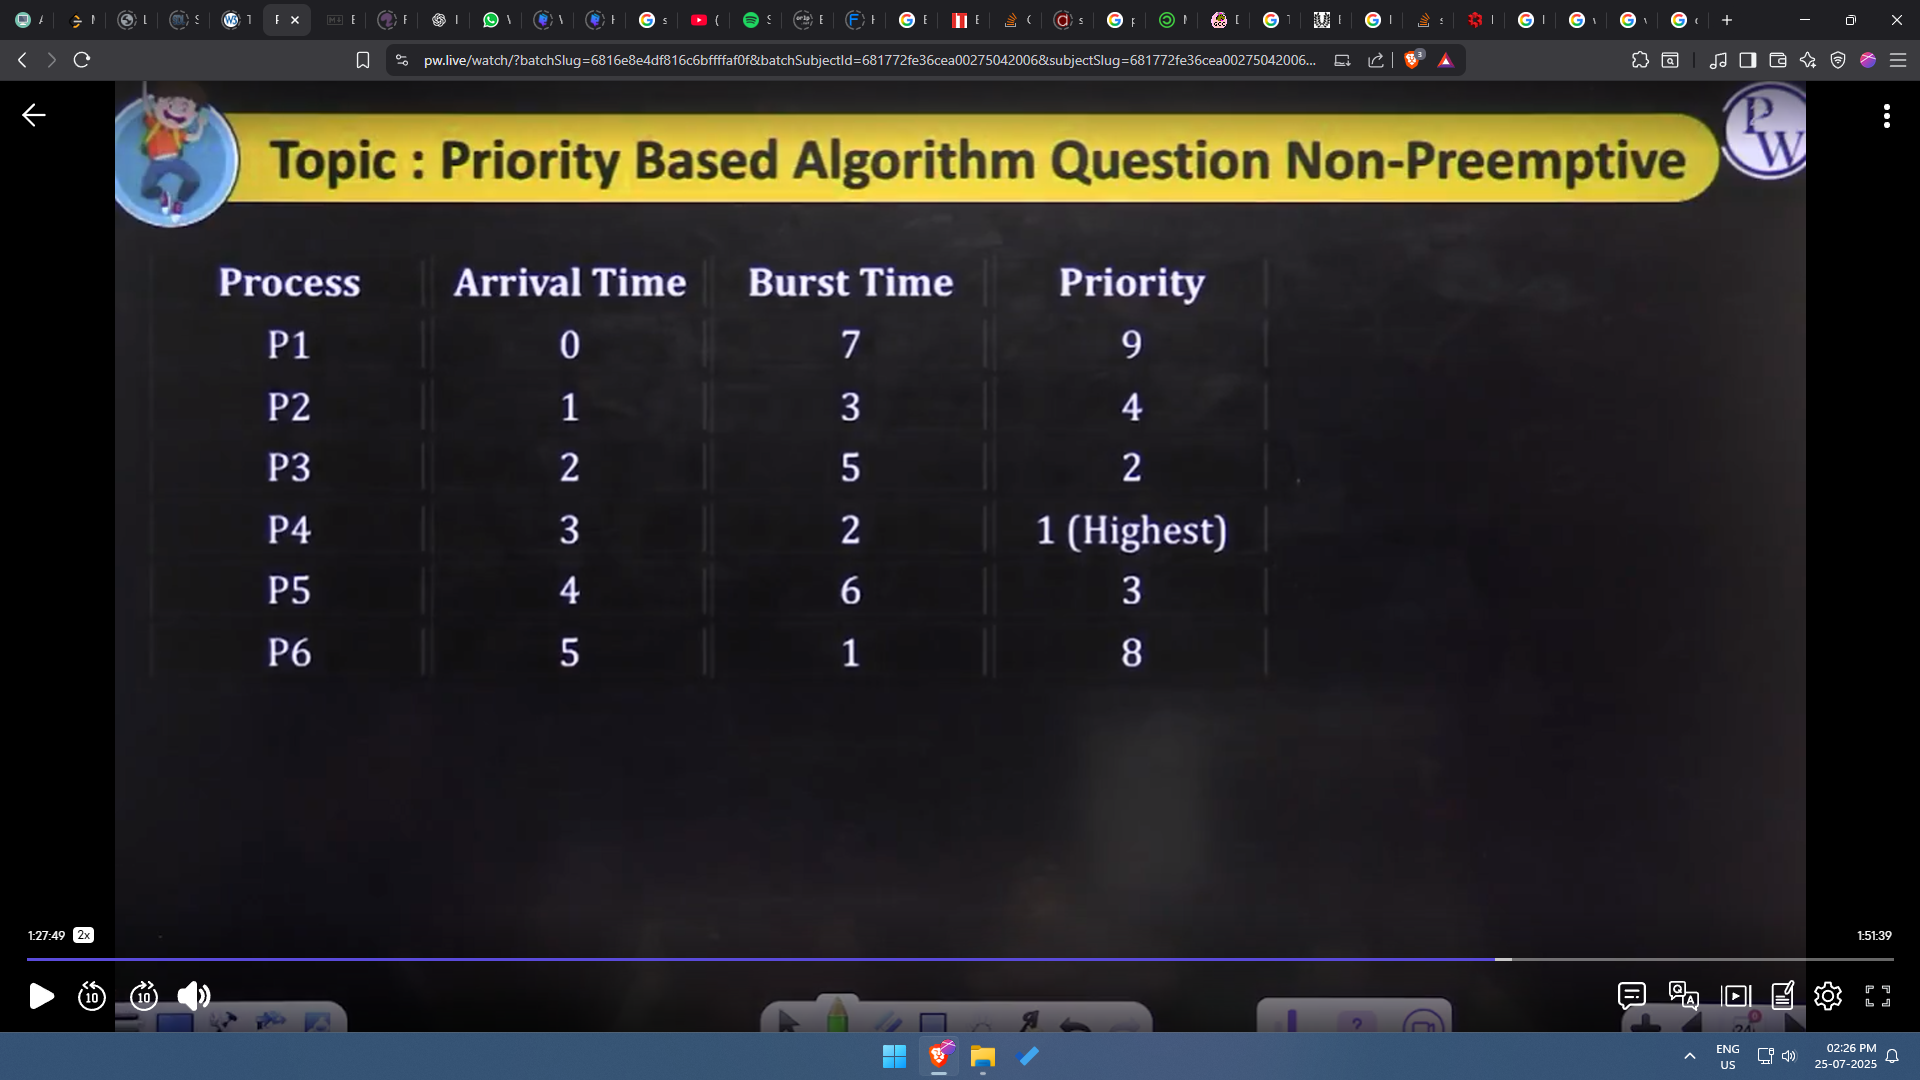 pw.live/watch/?batchSlug=6816e8e4df816c6bffffaf0f&batchSubjectId=681772fe36cea00275042006&subjectSlug=681772fe36cea00275042006...
3
Topic : Priority Based Algorithm Question Non-Preemptive
PW
Process Arrival Time Burst Time Priority
P1 0 7 9
P2 1 3 4
P3 2 5 2
P4 3 2 1 (Highest)
P5 4 6 3
P6 5 1 8
1:27:49 2x
1:51:39
10 10
Q A
ENG
US
02:26 PM
25-07-2025